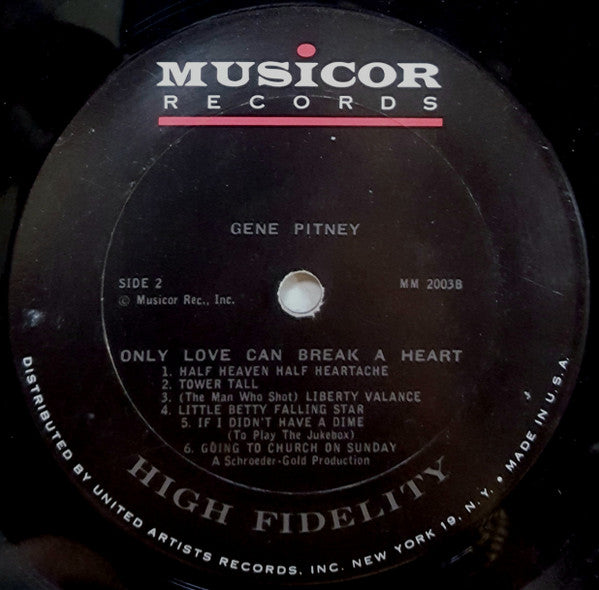 MUSICOR
RECORDS
GENE PITNEY
SIDE 2
MM 2003B
© Musicor Rec., Inc.
ONLY LOVE CAN BREAK A HEART
1. HALF HEAVEN HALF HEARTACHE
2. TOWER TALL
3. (The Man Who Shot) LIBERTY VALANCE
4. LITTLE BETTY FALLING STAR
5. IF I DIDN'T HAVE A DIME
(To Play The Jukebox)
6. GOING TO CHURCH ON SUNDAY
A Schroeder-Gold Production
HIGH FIDELITY
DISTRIBUTED BY UNITED ARTISTS RECORDS, INC. NEW YORK 19, N.Y. • MADE IN U.S.A.